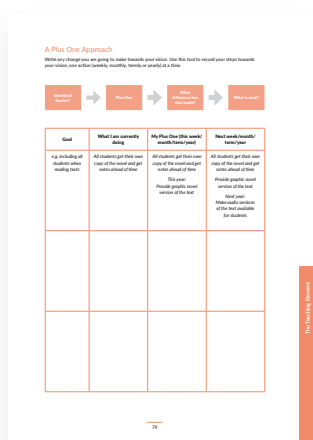 A Plus One Approach
Write any change you are going to make towards your vision. Use this tool to record your steps towards
your vision, one action (weekly, monthly, termly or yearly) at a time.
Identified
barrier?
Plus One
What
difference has
that made?
What is next?
Goal
What I am currently
doing
My Plus One (this week/
month/term/year)
Next week/month/
term/year
e.g. including all
students when
reading texts
All students get their own
copy of the novel and get
notes ahead of time
All students get their own
copy of the novel and get
notes ahead of time
This year:
Provide graphic novel
version of the text
All students get their own
copy of the novel and get
notes ahead of time
Provide graphic novel
version of the text
Next year:
Make audio versions
of the text available
for students
The Teaching Element
79